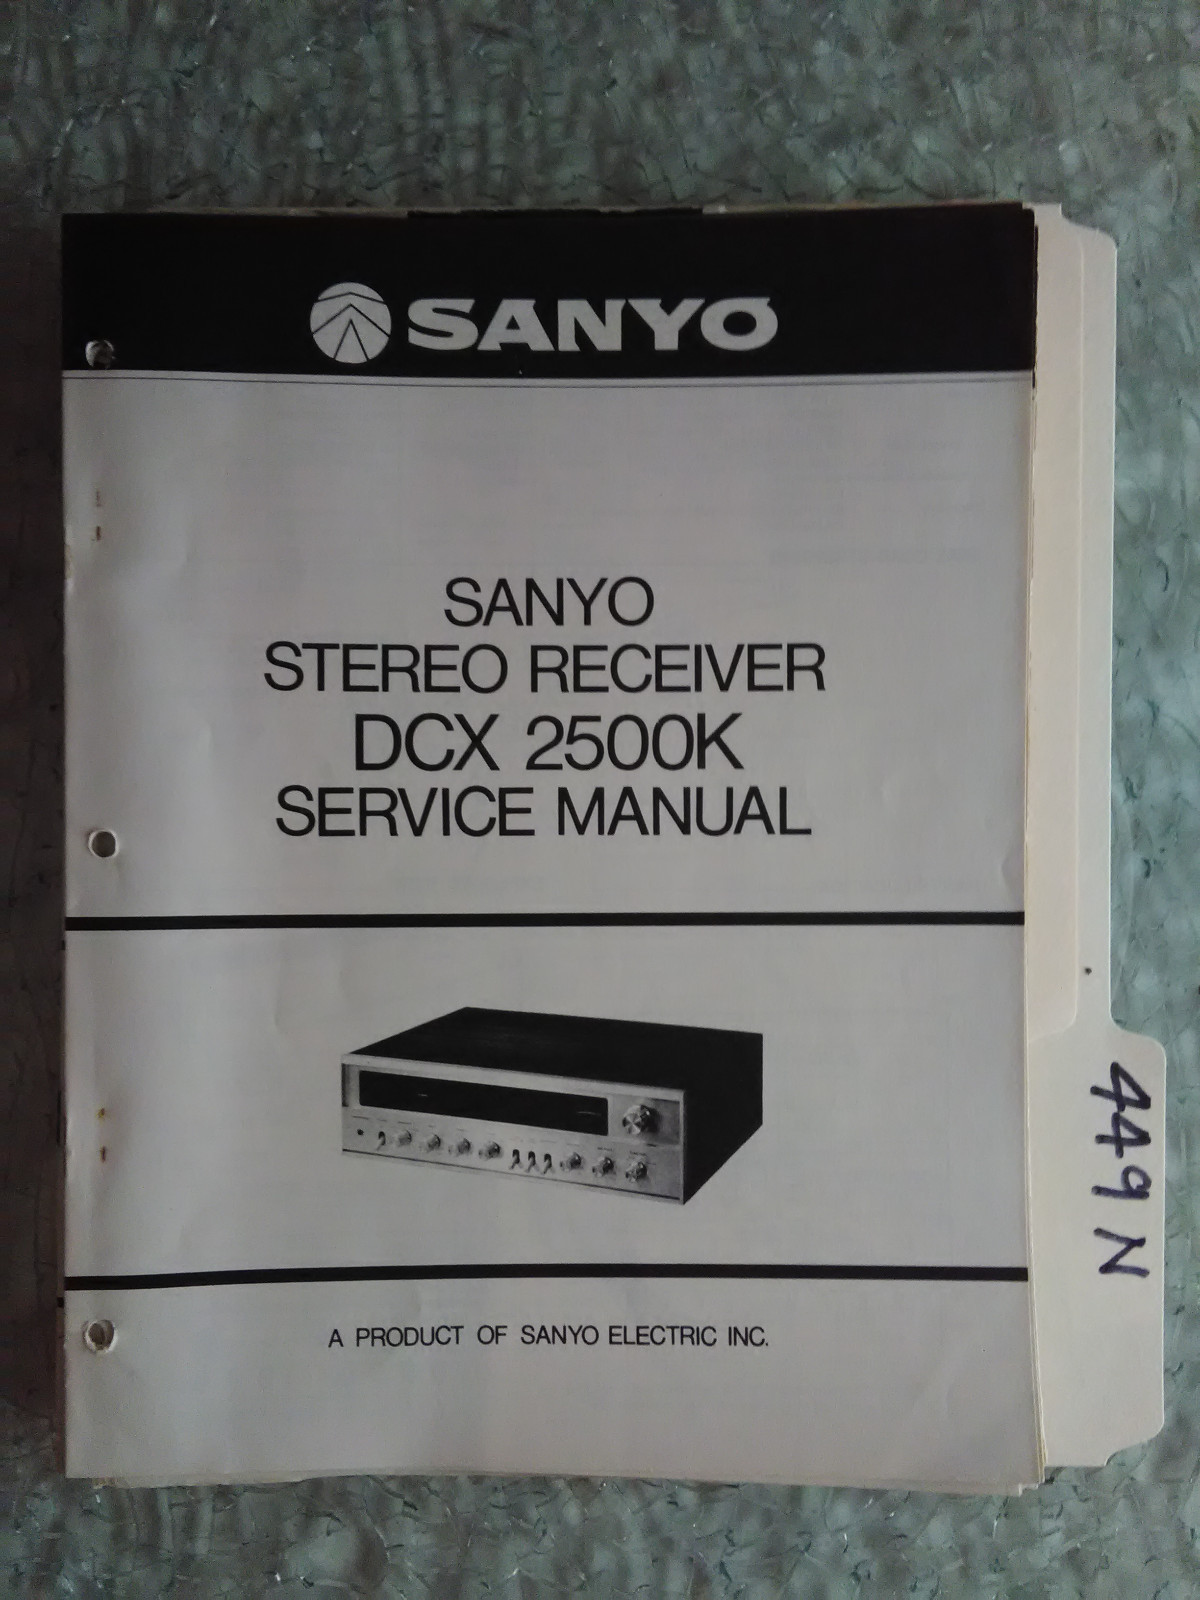 SANYO
SANYO
STEREO RECEIVER
DCX 2500K
SERVICE MANUAL
A PRODUCT OF SANYO ELECTRIC INC.
449N